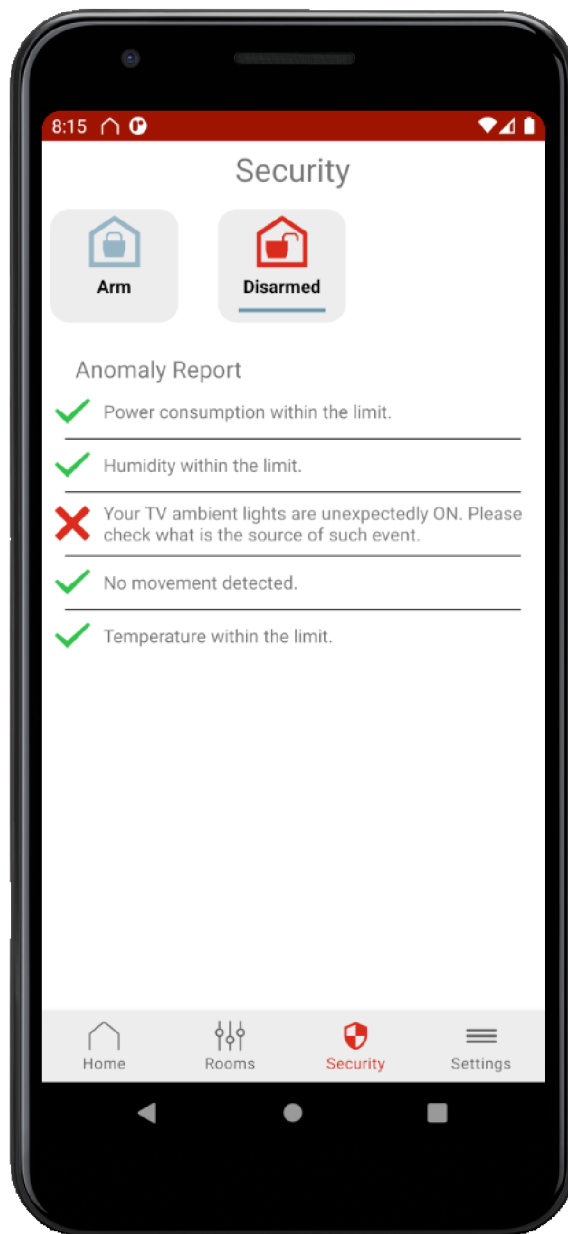 8:15
Security
Arm
Disarmed
Anomaly Report
Power consumption within the limit.
Humidity within the limit.
Your TV ambient lights are unexpectedly ON. Please
check what is the source of such event.
No movement detected.
Temperature within the limit.
Home
Rooms
Security
Settings